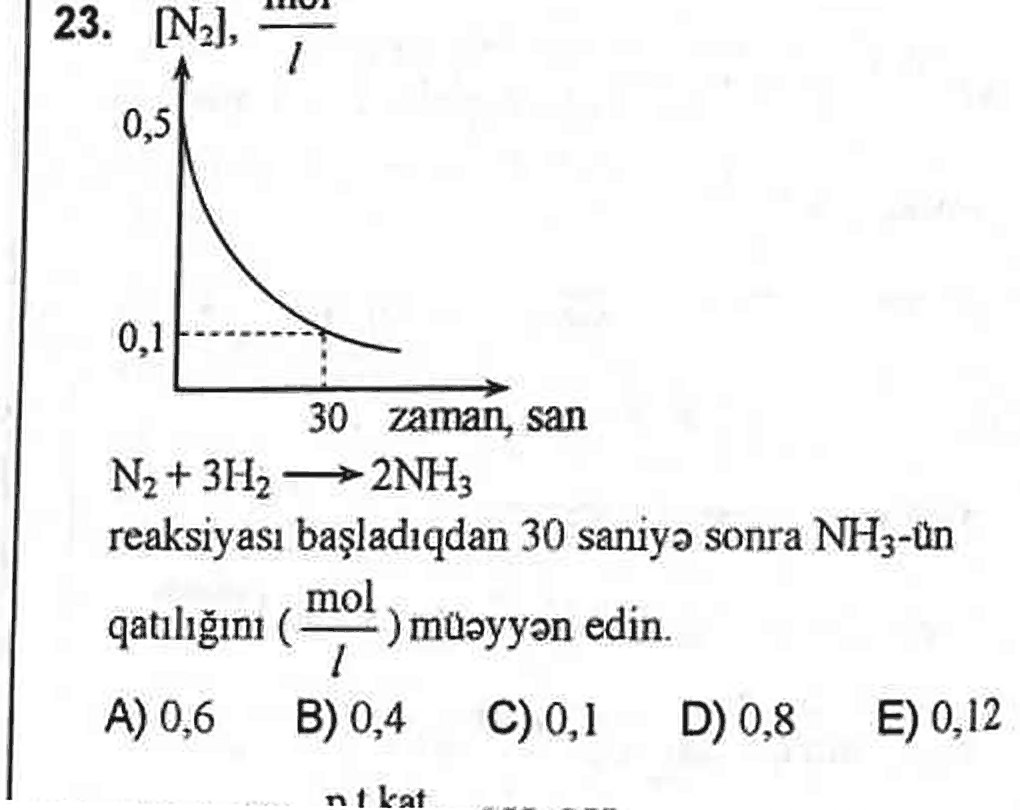 23. [N₂], mol/l
0,5
0,1
30 zaman, san
N₂ + 3H₂ ⟶ 2NH₃
reaksiyası başladıqdan 30 saniyə sonra NH₃-ün
qatılığını (mol/l) müəyyən edin.
A) 0,6 B) 0,4 C) 0,1 D) 0,8 E) 0,12